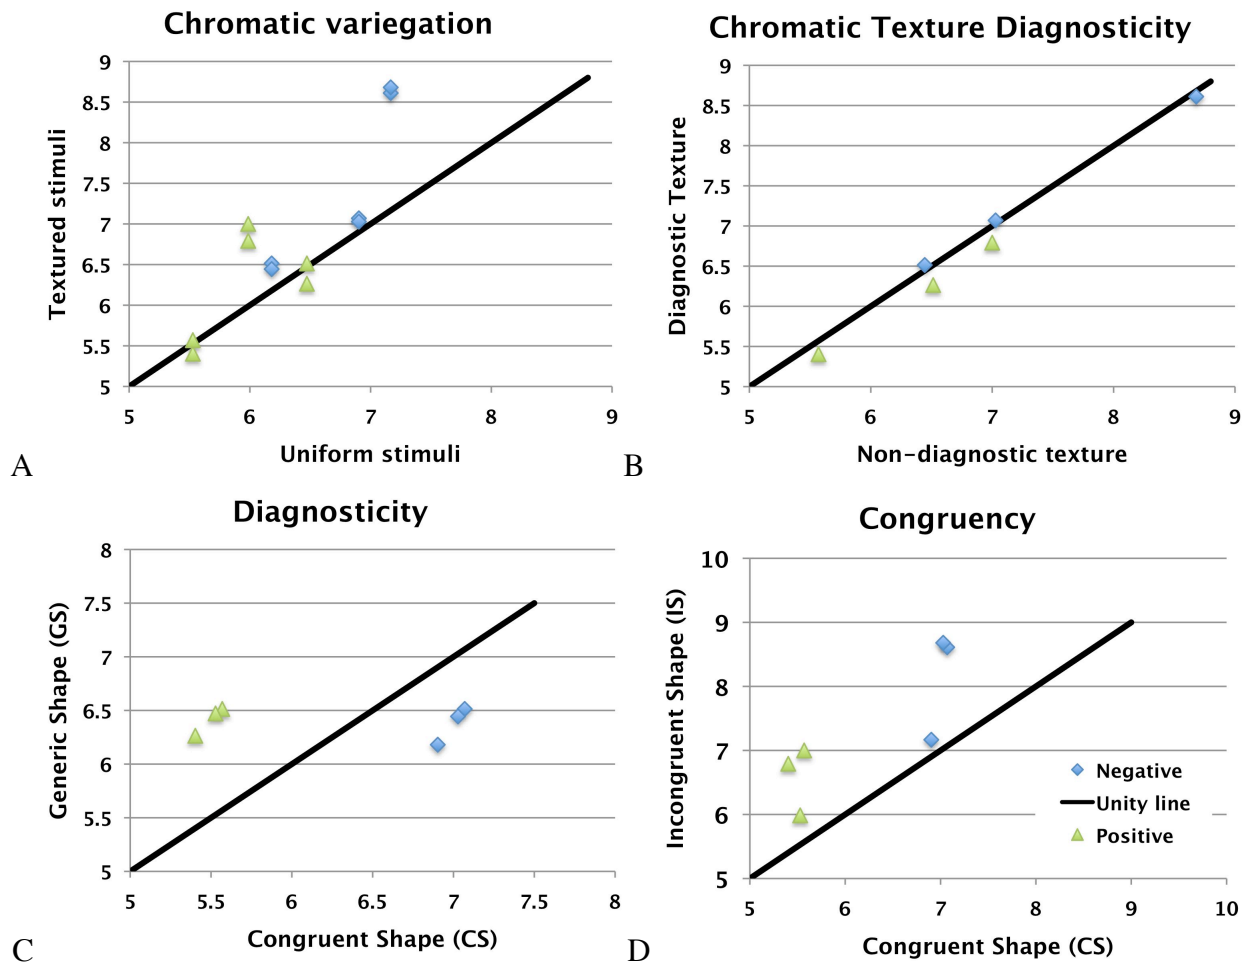 Chromatic variegation
9
8.5
8
7.5
7
6.5
6
5.5
5
Textured stimuli
5 6 7 8 9
Uniform stimuli
A
Chromatic Texture Diagnosticity
9
8.5
8
7.5
7
6.5
6
5.5
5
Diagnostic Texture
5 6 7 8 9
Non-diagnostic texture
B
Diagnosticity
8
7.5
7
6.5
6
5.5
5
Generic Shape (GS)
5 5.5 6 6.5 7 7.5 8
Congruent Shape (CS)
C
Congruency
10
9
8
7
6
5
Incongruent Shape (IS)
Negative
Unity line
Positive
5 6 7 8 9 10
Congruent Shape (CS)
D